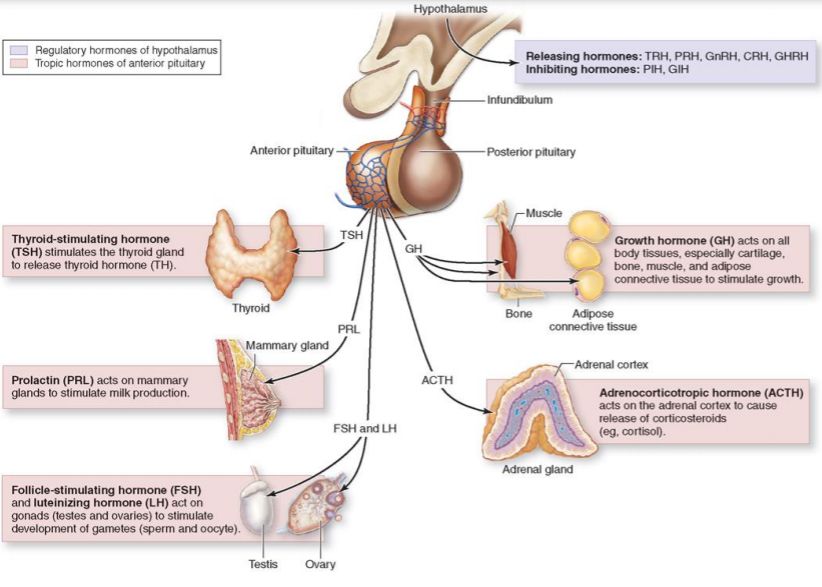 Hypothalamus
Regulatory hormones of hypothalamus
Tropic hormones of anterior pituitary
Releasing hormones: TRH, PRH, GnRH, CRH, GHRH
Inhibiting hormones: PIH, GIH
Infundibulum
Anterior pituitary
Posterior pituitary
Thyroid-stimulating hormone
(TSH) stimulates the thyroid gland
to release thyroid hormone (TH).
Thyroid
TSH
GH
Muscle
Bone
Adipose
connective tissue
Growth hormone (GH) acts on all
body tissues, especially cartilage,
bone, muscle, and adipose
connective tissue to stimulate growth.
PRL
Mammary gland
Prolactin (PRL) acts on mammary
glands to stimulate milk production.
ACTH
Adrenal cortex
Adrenal gland
Adrenocorticotropic hormone (ACTH)
acts on the adrenal cortex to cause
release of corticosteroids
(eg, cortisol).
FSH and LH
Follicle-stimulating hormone (FSH)
and luteinizing hormone (LH) act on
gonads (testes and ovaries) to stimulate
development of gametes (sperm and oocyte).
Testis
Ovary